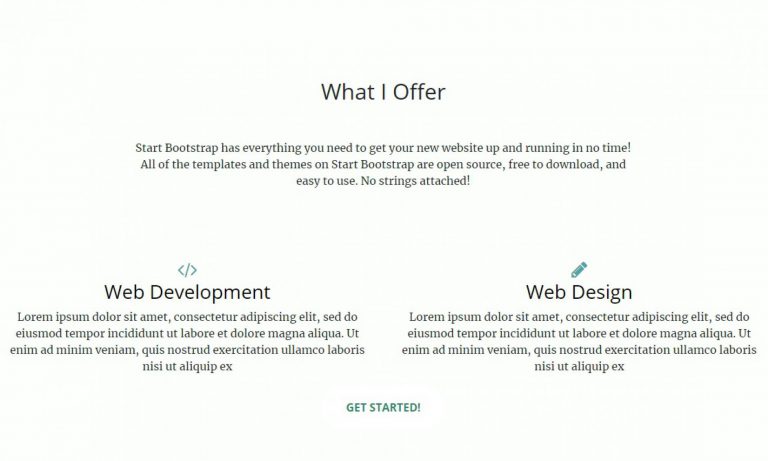 What I Offer
Start Bootstrap has everything you need to get your new website up and running in no time!
All of the templates and themes on Start Bootstrap are open source, free to download, and
easy to use. No strings attached!
Web Development
Lorem ipsum dolor sit amet, consectetur adipiscing elit, sed do
eiusmod tempor incididunt ut labore et dolore magna aliqua. Ut
enim ad minim veniam, quis nostrud exercitation ullamco laboris
nisi ut aliquip ex
Web Design
Lorem ipsum dolor sit amet, consectetur adipiscing elit, sed do
eiusmod tempor incididunt ut labore et dolore magna aliqua. Ut
enim ad minim veniam, quis nostrud exercitation ullamco laboris
nisi ut aliquip ex
GET STARTED!